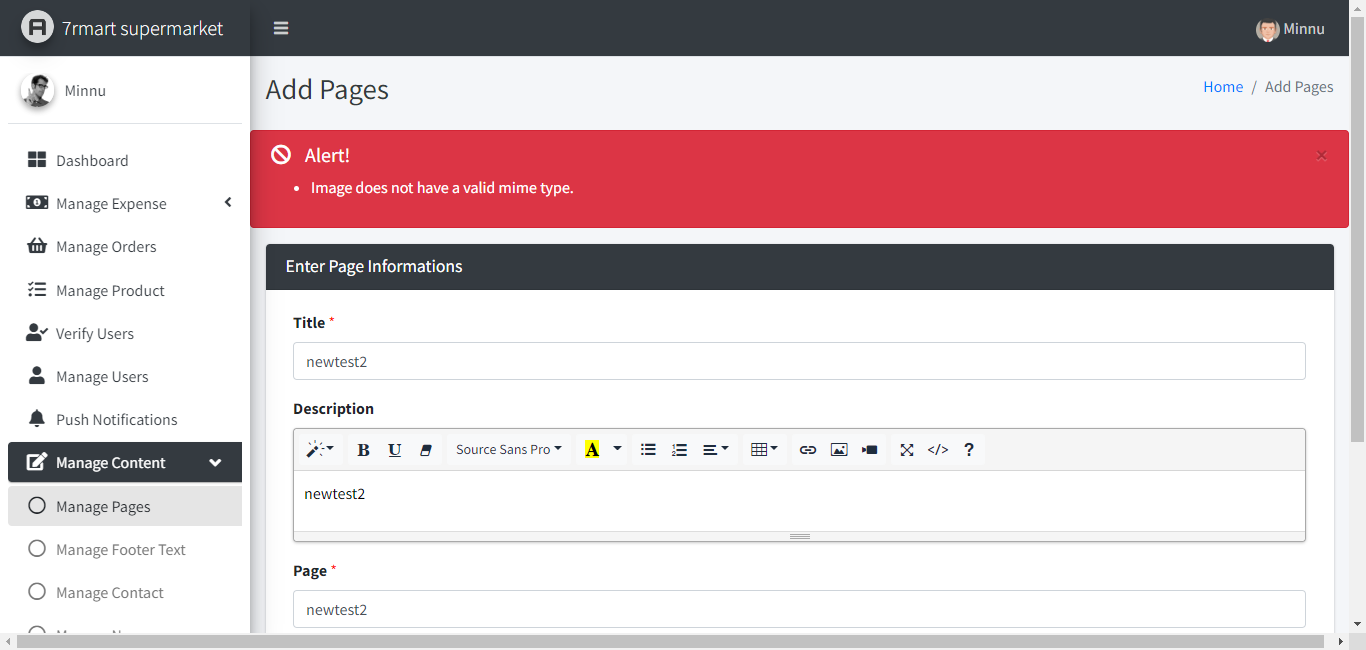 7rmart supermarket
Minnu
Minnu
Add Pages
Home / Add Pages
Alert!
×
Image does not have a valid mime type.
Dashboard
Manage Expense
Manage Orders
Manage Product
Verify Users
Manage Users
Push Notifications
Manage Content
Manage Pages
Manage Footer Text
Manage Contact
Enter Page Informations
Title *
newtest2
Description
B U Source Sans Pro A </> ?
newtest2
Page *
newtest2